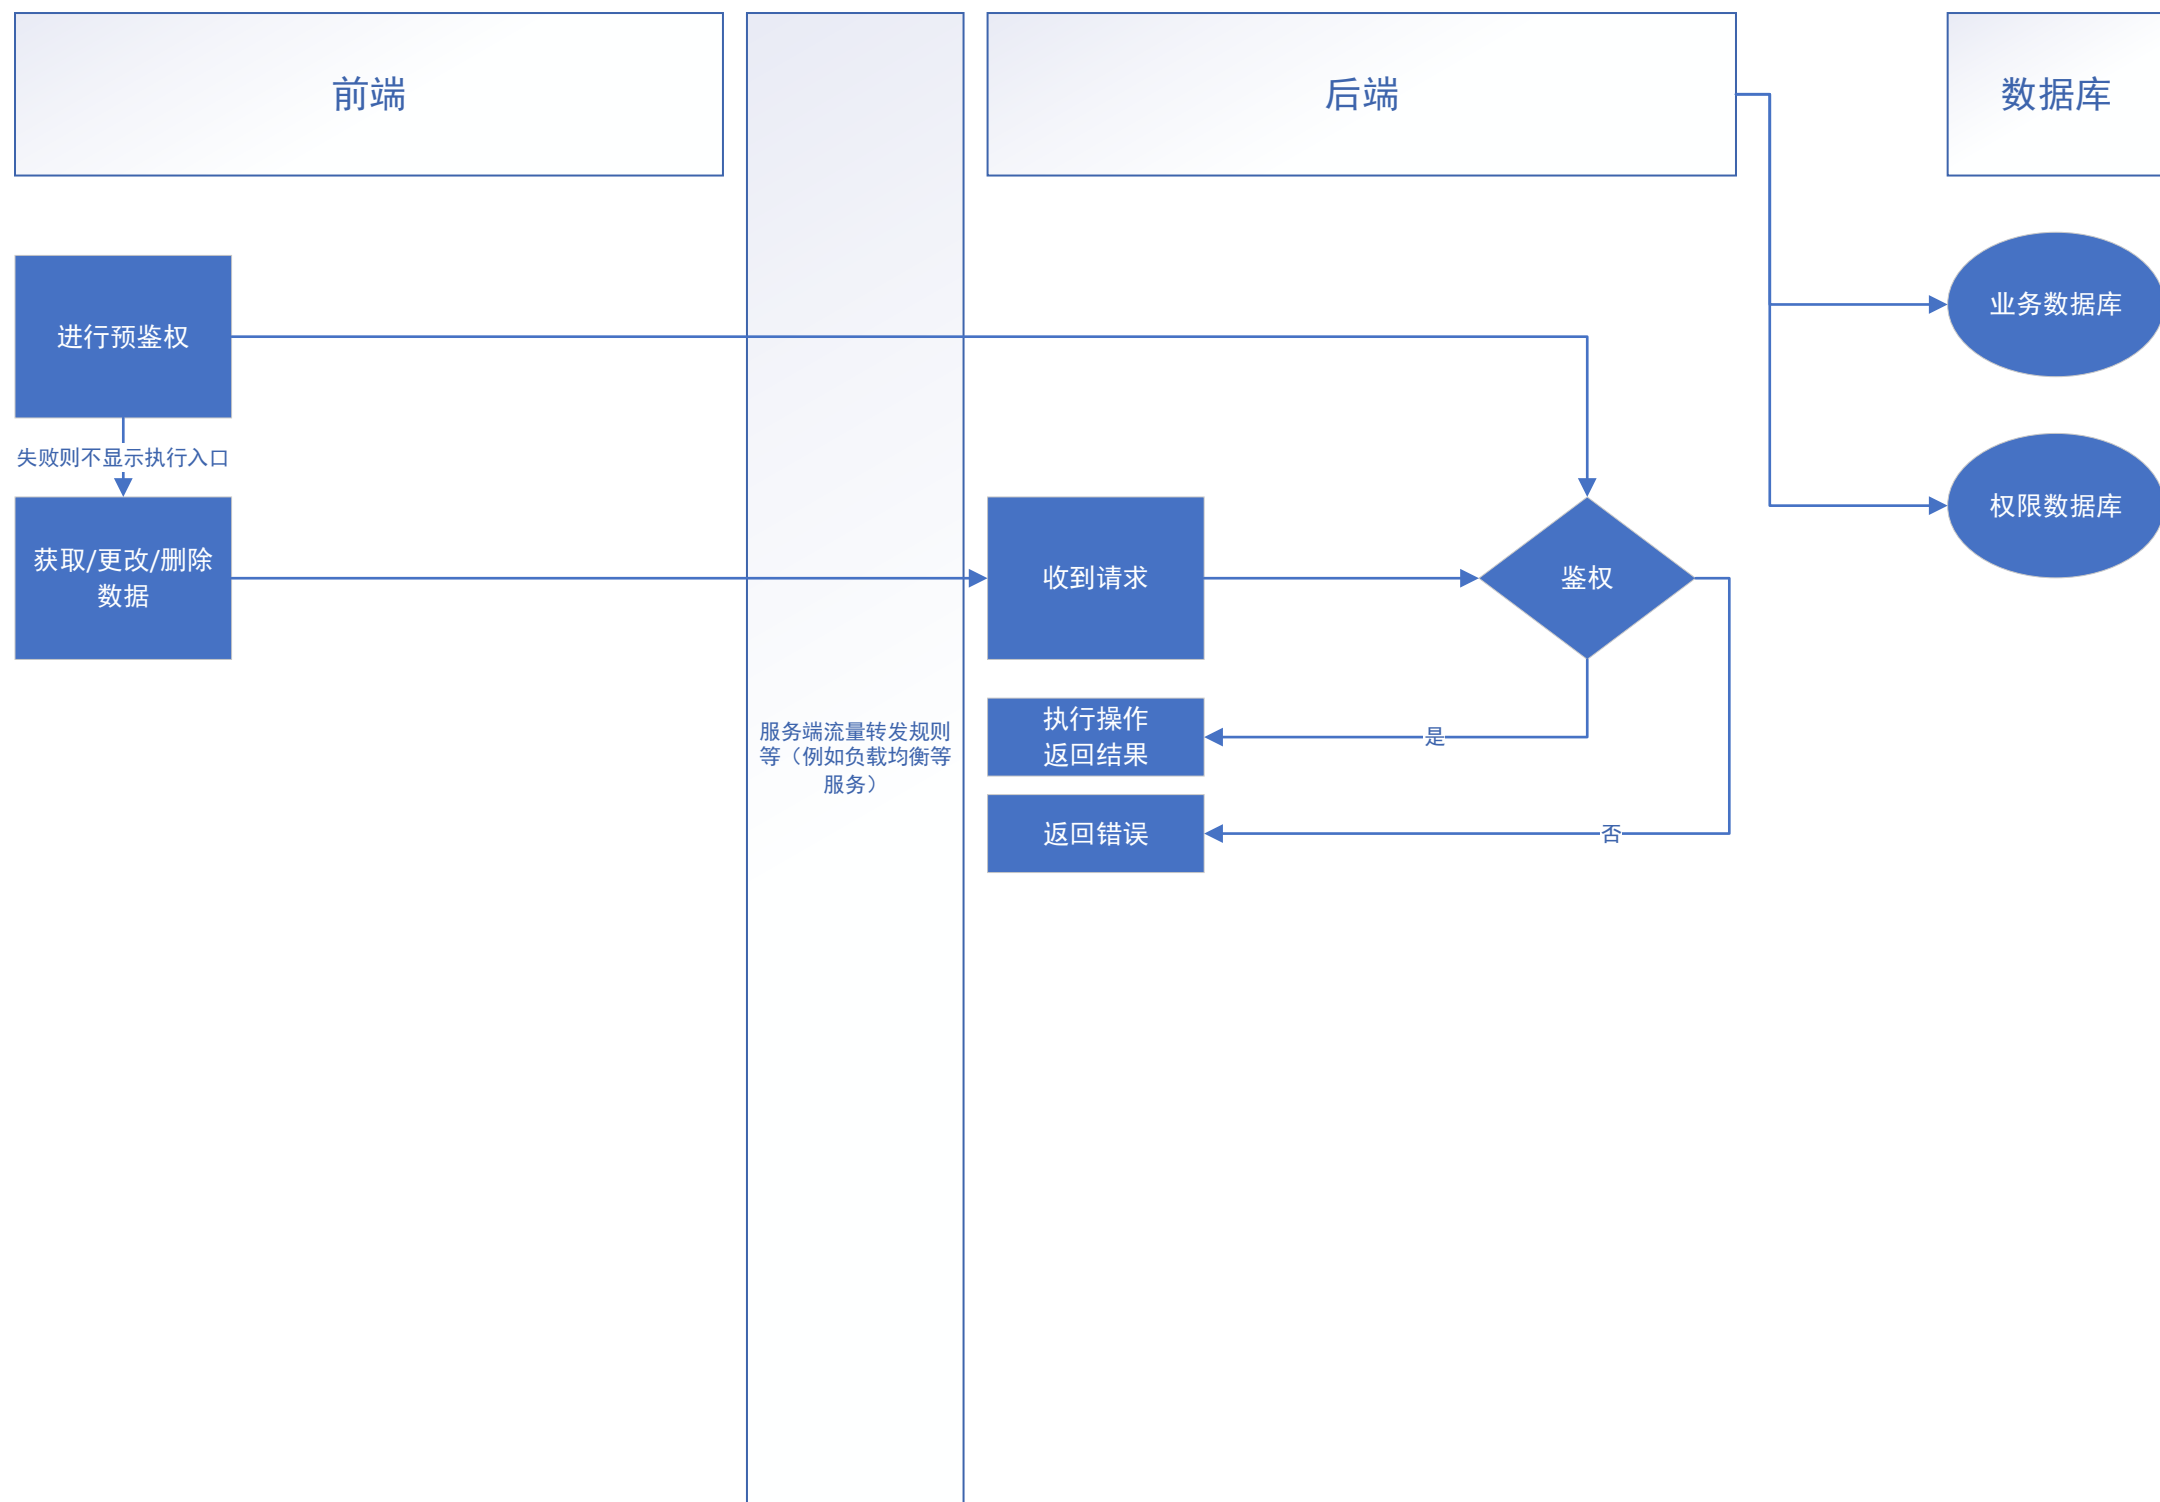 前端
后端
数据库
进行预鉴权
业务数据库
失败则不显示执行入口
权限数据库
获取/更改/删除
数据
收到请求
鉴权
服务端流量转发规则
等（例如负载均衡等
服务）
执行操作
返回结果
是
返回错误
否